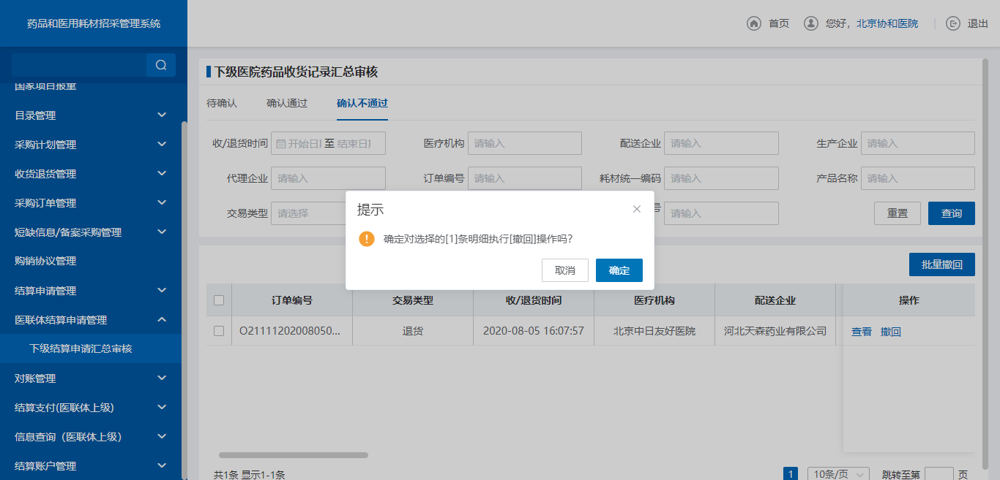 药品和医用耗材招采管理系统
首页
您好，北京协和医院
退出
国家项目报量
目录管理
采购计划管理
收货退货管理
采购订单管理
短缺信息/备案采购管理
购销协议管理
结算申请管理
医联体结算申请管理
下级结算申请汇总审核
对账管理
结算支付(医联体上级)
信息查询（医联体上级）
结算账户管理
下级医院药品收货记录汇总审核
待确认 确认通过 确认不通过
收/退货时间 开始日期 至 结束日期 医疗机构 请输入 配送企业 请输入 生产企业 请输入
代理企业 请输入 订单编号 请输入 耗材统一编码 请输入 产品名称 请输入
交易类型 请选择 号 请输入 重置 查询
提示
确定对选择的[1]条明细执行[撤回]操作吗?
取消 确定
批量撤回
订单编号 交易类型 收/退货时间 医疗机构 配送企业 操作
O21111202008050... 退货 2020-08-05 16:07:57 北京中日友好医院 河北天森药业有限公司 查看 撤回
共1条 显示1-1条
1 10条/页 跳转至第 页